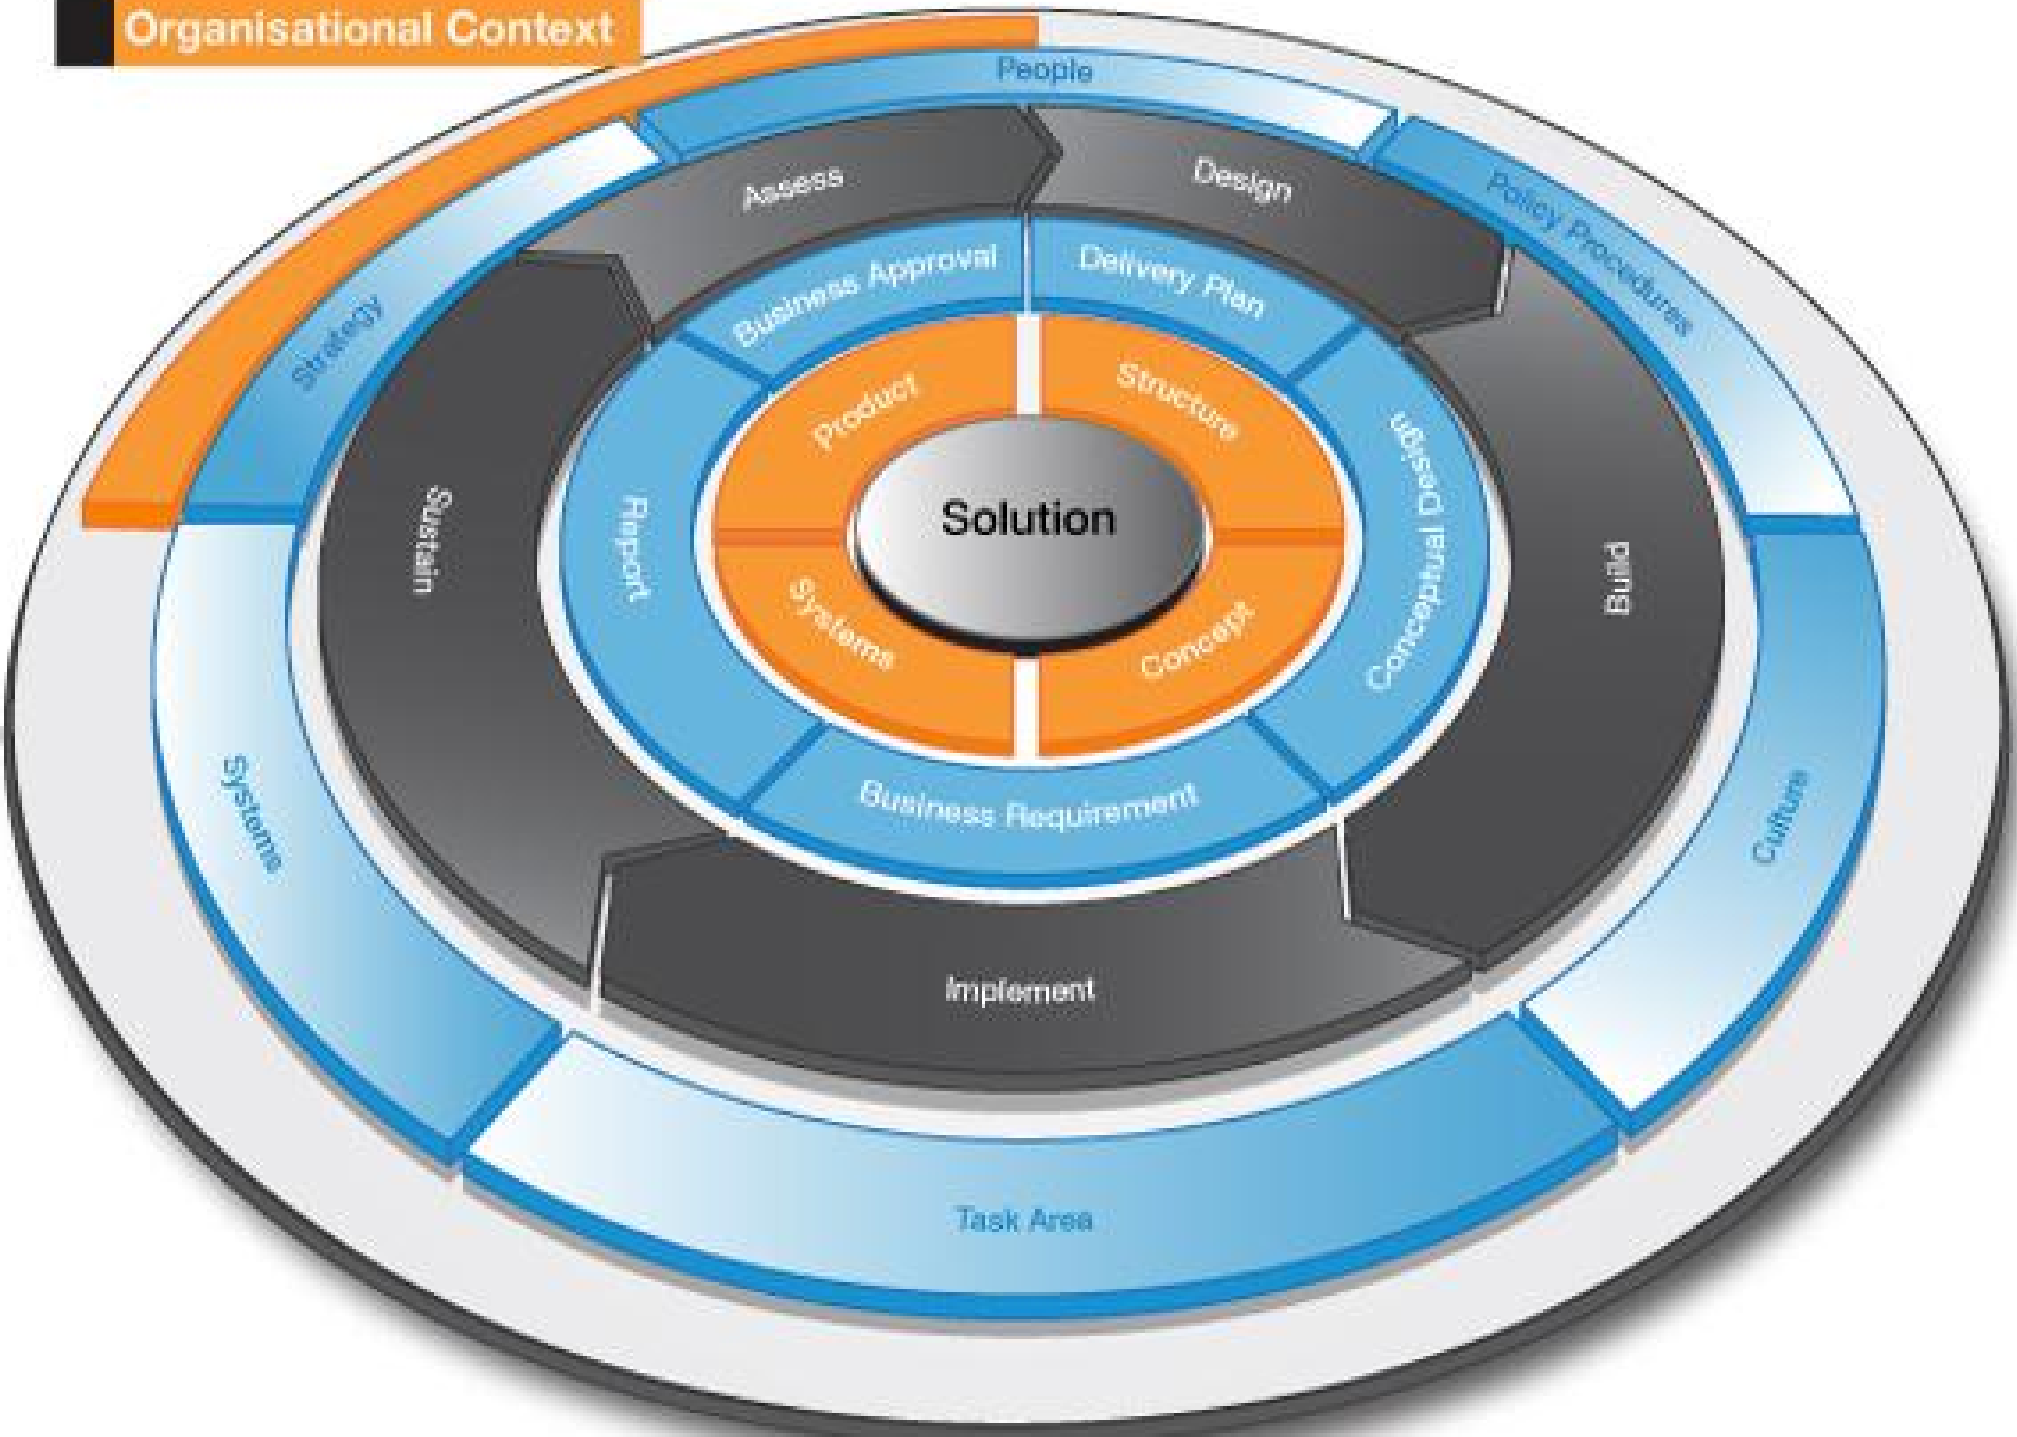 Organisational Context
People
Policy Procedures
Culture
Task Area
Systems
Strategy
Assess
Design
Build
Implement
Sustain
Business Approval
Delivery Plan
Conceptual Design
Business Requirement
Report
Product
Structure
Concept
Systems
Solution